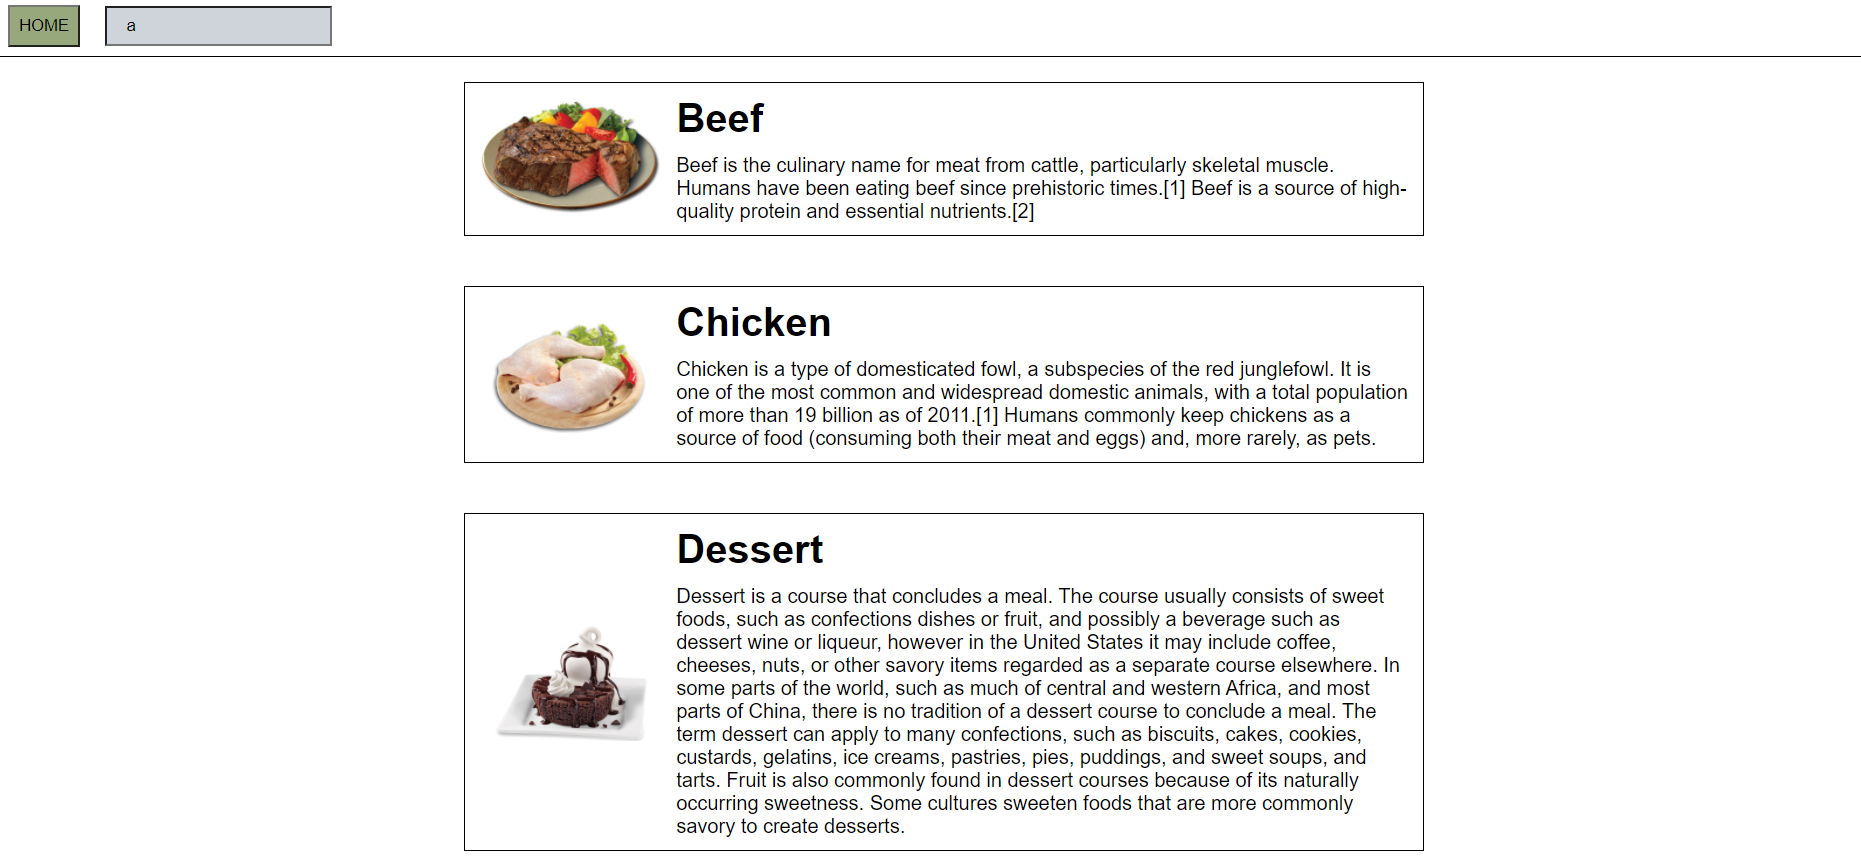 HOME
a
Beef
Beef is the culinary name for meat from cattle, particularly skeletal muscle.
Humans have been eating beef since prehistoric times.[1] Beef is a source of high-
quality protein and essential nutrients.[2]
Chicken
Chicken is a type of domesticated fowl, a subspecies of the red junglefowl. It is
one of the most common and widespread domestic animals, with a total population
of more than 19 billion as of 2011.[1] Humans commonly keep chickens as a
source of food (consuming both their meat and eggs) and, more rarely, as pets.
Dessert
Dessert is a course that concludes a meal. The course usually consists of sweet
foods, such as confections dishes or fruit, and possibly a beverage such as
dessert wine or liqueur, however in the United States it may include coffee,
cheeses, nuts, or other savory items regarded as a separate course elsewhere. In
some parts of the world, such as much of central and western Africa, and most
parts of China, there is no tradition of a dessert course to conclude a meal. The
term dessert can apply to many confections, such as biscuits, cakes, cookies,
custards, gelatins, ice creams, pastries, pies, puddings, and sweet soups, and
tarts. Fruit is also commonly found in dessert courses because of its naturally
occurring sweetness. Some cultures sweeten foods that are more commonly
savory to create desserts.